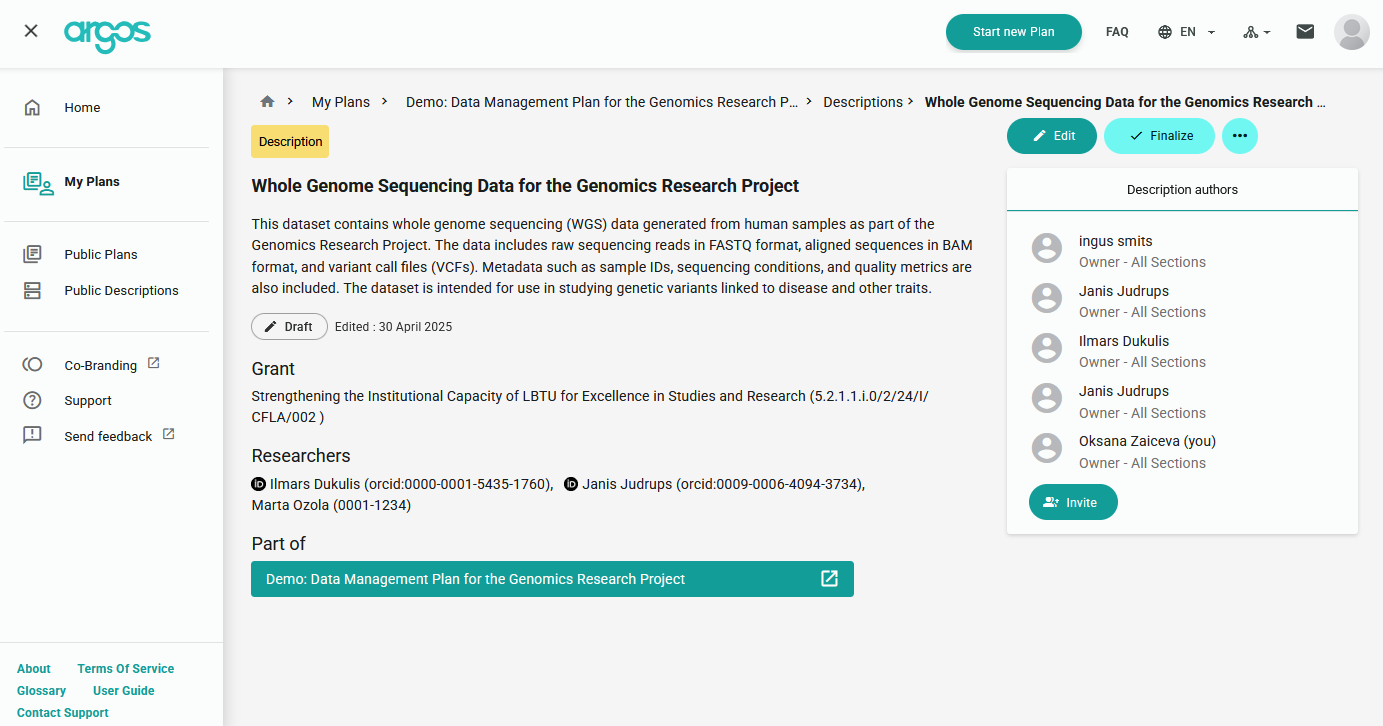 argos
Start new Plan
FAQ
EN
Home
My Plans
Public Plans
Public Descriptions
Co-Branding
Support
Send feedback
About Terms Of Service
Glossary User Guide
Contact Support
My Plans Demo: Data Management Plan for the Genomics Research P... Descriptions Whole Genome Sequencing Data for the Genomics Research ...
Description
Whole Genome Sequencing Data for the Genomics Research Project
This dataset contains whole genome sequencing (WGS) data generated from human samples as part of the
Genomics Research Project. The data includes raw sequencing reads in FASTQ format, aligned sequences in BAM
format, and variant call files (VCFs). Metadata such as sample IDs, sequencing conditions, and quality metrics are
also included. The dataset is intended for use in studying genetic variants linked to disease and other traits.
Draft Edited : 30 April 2025
Grant
Strengthening the Institutional Capacity of LBTU for Excellence in Studies and Research (5.2.1.1.i.0/2/24/I/
CFLA/002 )
Researchers
iD Ilmars Dukulis (orcid:0000-0001-5435-1760), iD Janis Judrups (orcid:0009-0006-4094-3734),
Marta Ozola (0001-1234)
Part of
Demo: Data Management Plan for the Genomics Research Project
Edit Finalize
Description authors
ingus smits
Owner - All Sections
Janis Judrups
Owner - All Sections
Ilmars Dukulis
Owner - All Sections
Janis Judrups
Owner - All Sections
Oksana Zaiceva (you)
Owner - All Sections
Invite